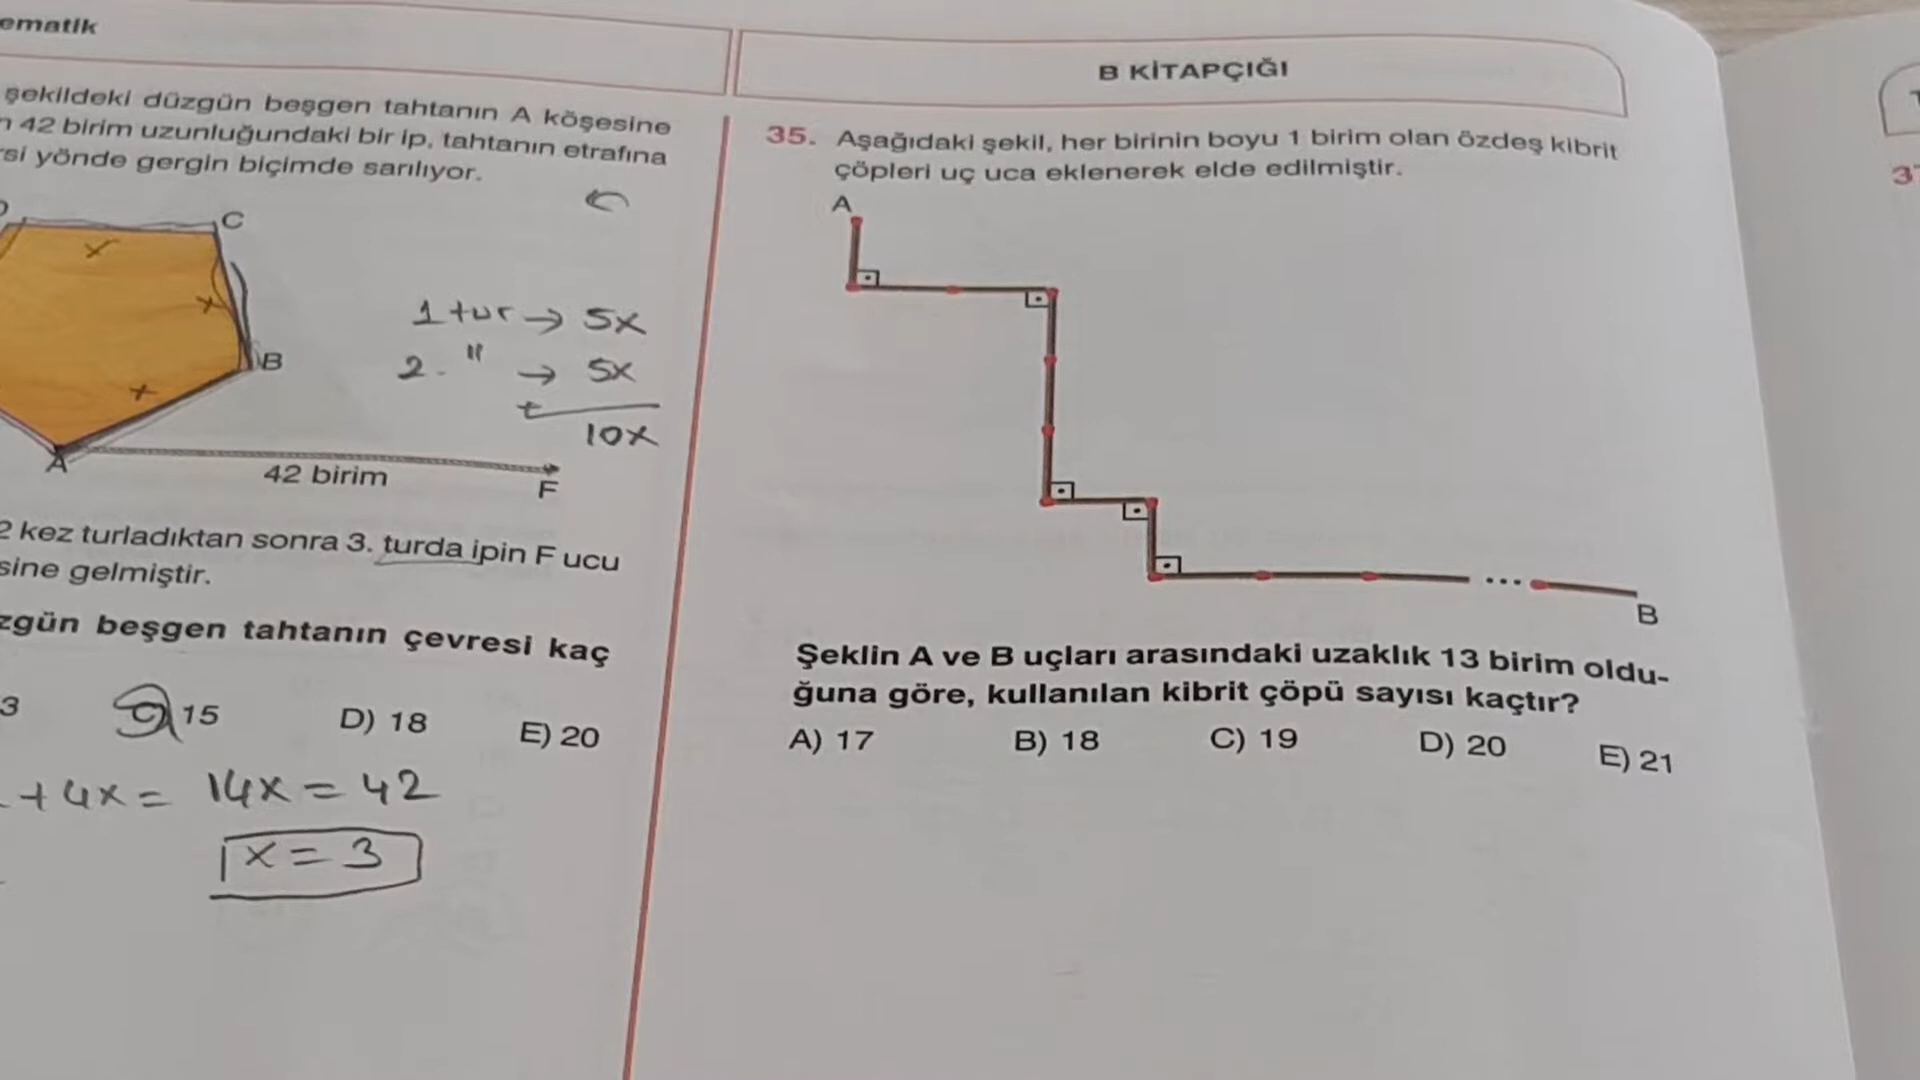 ematik
şekildeki düzgün beşgen tahtanın A köşesine
42 birim uzunluğundaki bir ip, tahtanın etrafına
si yönde gergin biçimde sarılıyor.
C
B
A
42 birim
F
1 tur → 5x
2. " → 5x
+
10x
2 kez turladıktan sonra 3. turda ipin F ucu
sine gelmiştir.
zgün beşgen tahtanın çevresi kaç
3
15
D) 18
E) 20
+4x = 14x = 42
x = 3
B KİTAPÇIĞI
35. Aşağıdaki şekil, her birinin boyu 1 birim olan özdeş kibrit
çöpleri uç uca eklenerek elde edilmiştir.
A
B
Şeklin A ve B uçları arasındaki uzaklık 13 birim oldu-
ğuna göre, kullanılan kibrit çöpü sayısı kaçtır?
A) 17
B) 18
C) 19
D) 20
E) 21